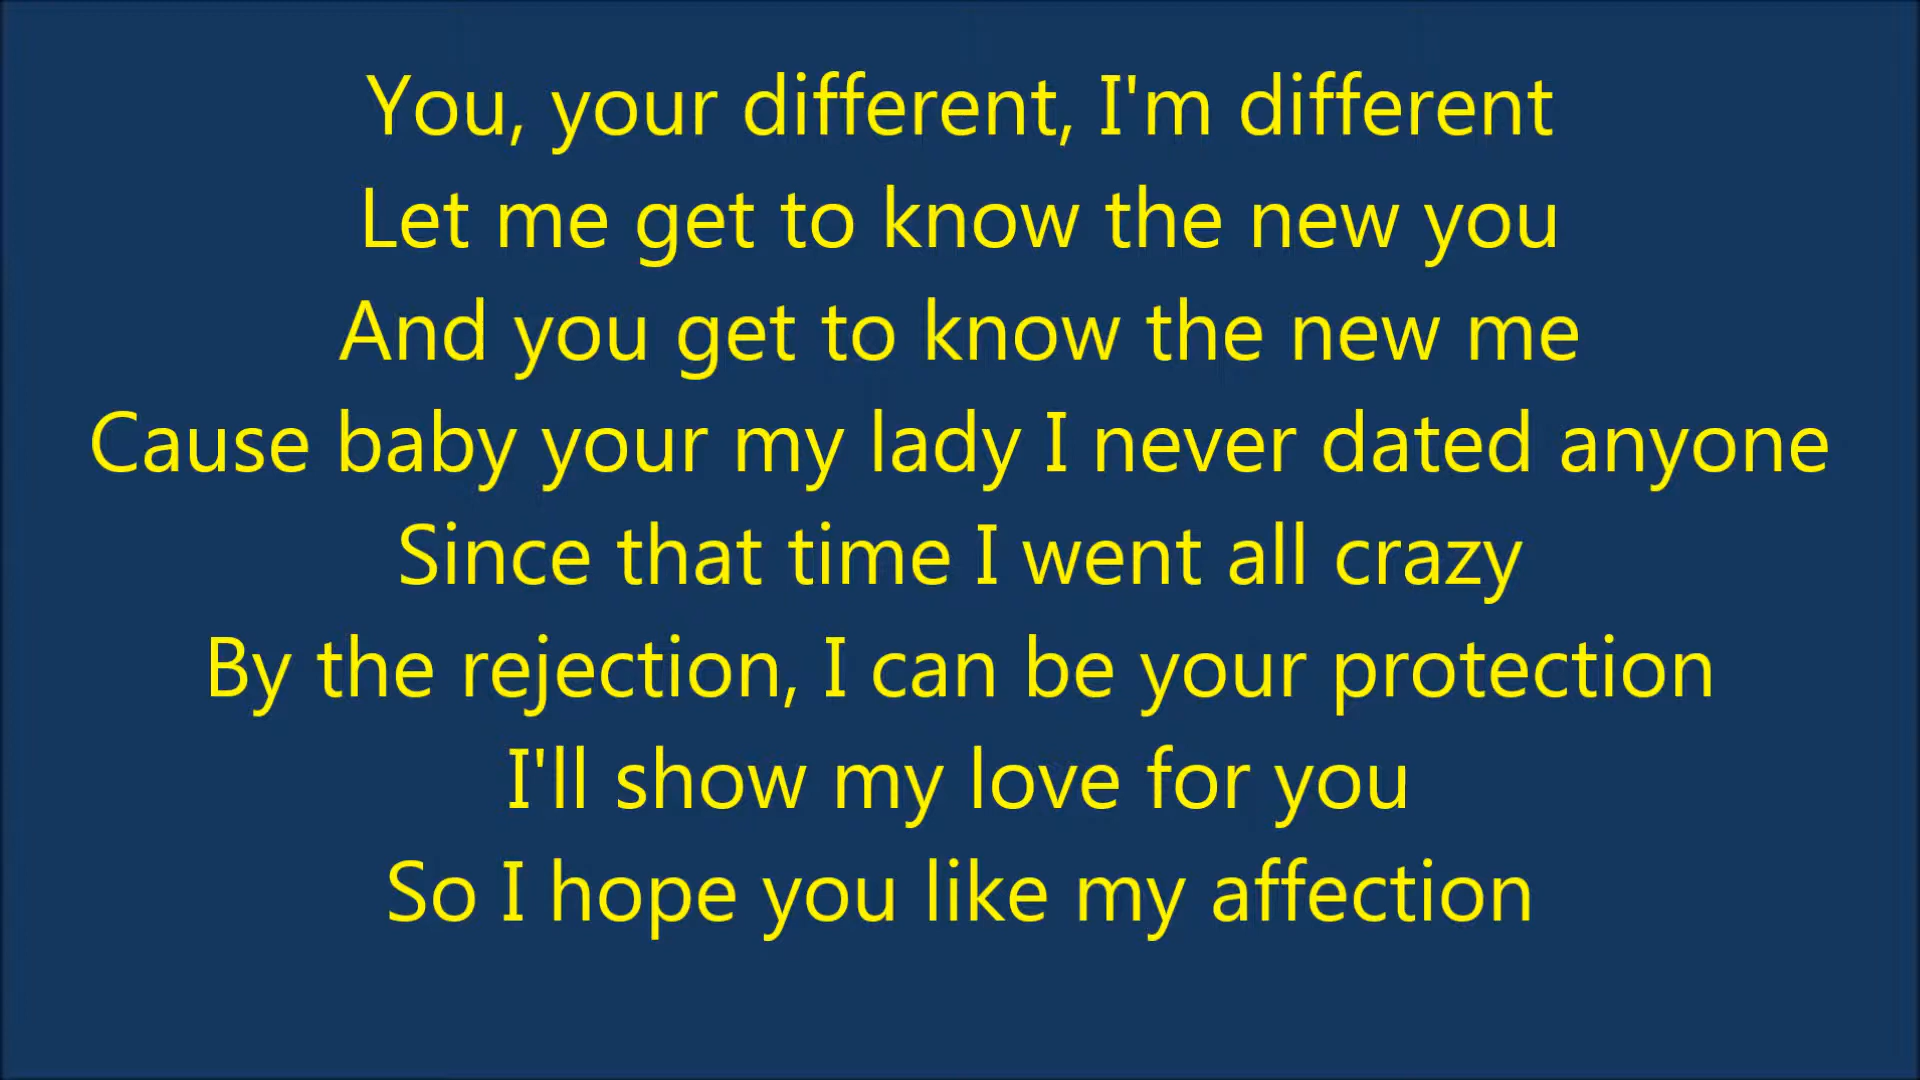 You, your different, I'm different
Let me get to know the new you
And you get to know the new me
Cause baby your my lady I never dated anyone
Since that time I went all crazy
By the rejection, I can be your protection
I'll show my love for you
So I hope you like my affection